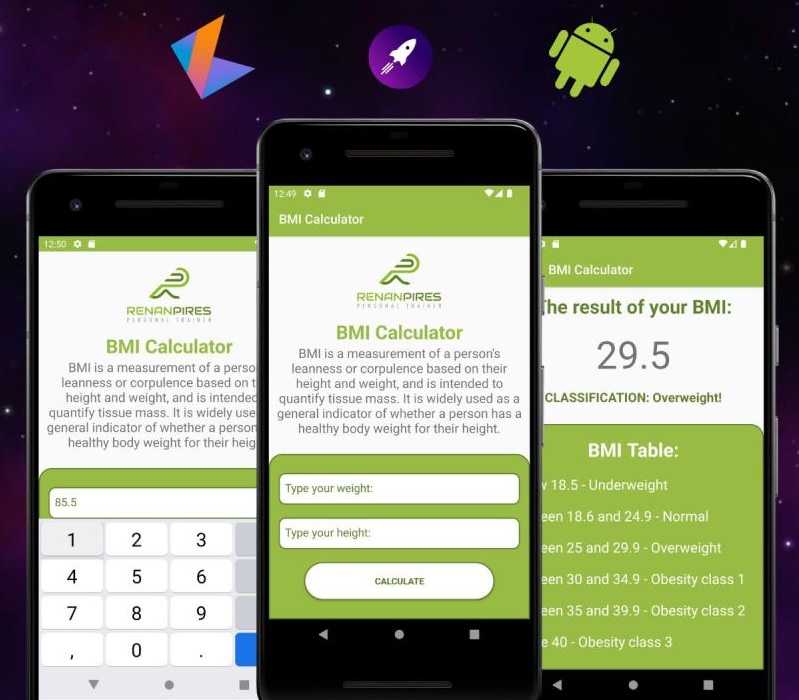 12:50
RENANPIRES
PERSONAL TRAINER
BMI Calculator
BMI is a measurement of a perso
leanness or corpulence based on t
height and weight, and is intended
quantify tissue mass. It is widely use
general indicator of whether a person
healthy body weight for their heig
85.5
1 2 3
4 5 6
7 8 9
, 0 .
12:49
BMI Calculator
RENANPIRES
PERSONAL TRAINER
BMI Calculator
BMI is a measurement of a person's
leanness or corpulence based on their
height and weight, and is intended to
quantify tissue mass. It is widely used as a
general indicator of whether a person has a
healthy body weight for their height.
Type your weight:
Type your height:
CALCULATE
BMI Calculator
The result of your BMI:
29.5
CLASSIFICATION: Overweight!
BMI Table:
w 18.5 - Underweight
een 18.6 and 24.9 - Normal
een 25 and 29.9 - Overweight
een 30 and 34.9 - Obesity class 1
een 35 and 39.9 - Obesity class 2
e 40 - Obesity class 3